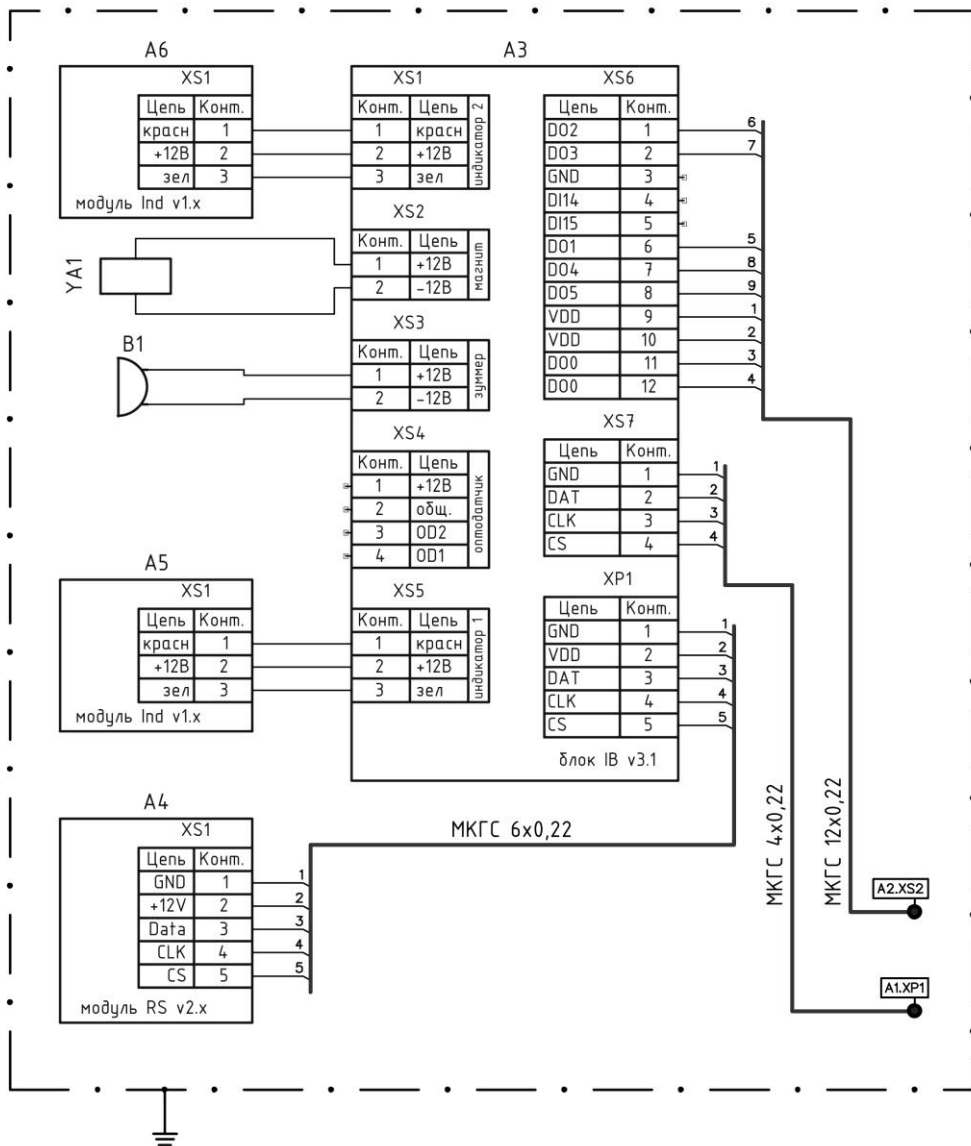 A6
XS1
Цепь Конт.
красн 1
+12В 2
зел 3
модуль Ind v1.x
YA1
B1
A5
XS1
Цепь Конт.
красн 1
+12В 2
зел 3
модуль Ind v1.x
A4
XS1
Цепь Конт.
GND 1
+12V 2
Data 3
CLK 4
CS 5
модуль RS v2.x
1
2
3
4
5
A3
XS1
Конт. Цепь
1 красн
2 +12В
3 зел
индикатор 2
XS2
Конт. Цепь
1 +12В
2 -12В
магнит
XS3
Конт. Цепь
1 +12В
2 -12В
зуммер
XS4
Конт. Цепь
1 +12В
2 общ.
3 OD2
4 OD1
оптодатчик
XS5
Конт. Цепь
1 красн
2 +12В
3 зел
индикатор 1
XS6
Цепь Конт.
DO2 1
DO3 2
GND 3
DI14 4
DI15 5
DO1 6
DO4 7
DO5 8
VDD 9
VDD 10
DO0 11
DO0 12
6
7
5
8
9
1
2
3
4
XS7
Цепь Конт.
GND 1
DAT 2
CLK 3
CS 4
1
2
3
4
XP1
Цепь Конт.
GND 1
VDD 2
DAT 3
CLK 4
CS 5
1
2
3
4
5
блок IB v3.1
МКГС 6х0,22
МКГС 4х0,22
МКГС 12х0,22
A2.XS2
A1.XP1